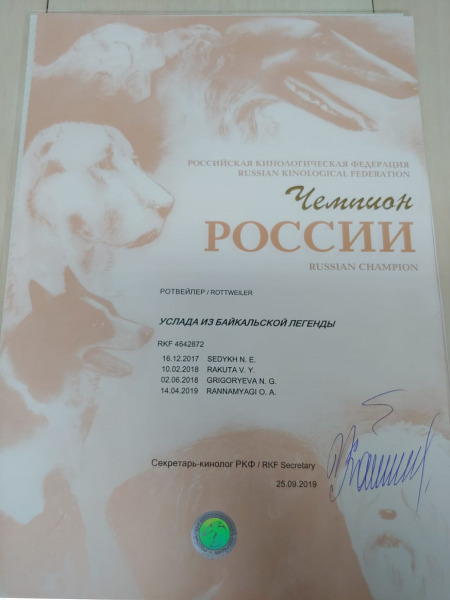 РОССИЙСКАЯ КИНОЛОГИЧЕСКАЯ ФЕДЕРАЦИЯ
RUSSIAN KINOLOGICAL FEDERATION
Чемпион
РОССИИ
RUSSIAN CHAMPION
РОТВЕЙЛЕР / ROTTWEILER
УСЛАДА ИЗ БАЙКАЛЬСКОЙ ЛЕГЕНДЫ
RKF 4642872
16.12.2017 SEDYKH N. E.
10.02.2018 RAKUTA V. Y.
02.06.2018 GRIGORYEVA N. G.
14.04.2019 RANNAMYAGI O. A.
Секретарь-кинолог РКФ / RKF Secretary
25.09.2019